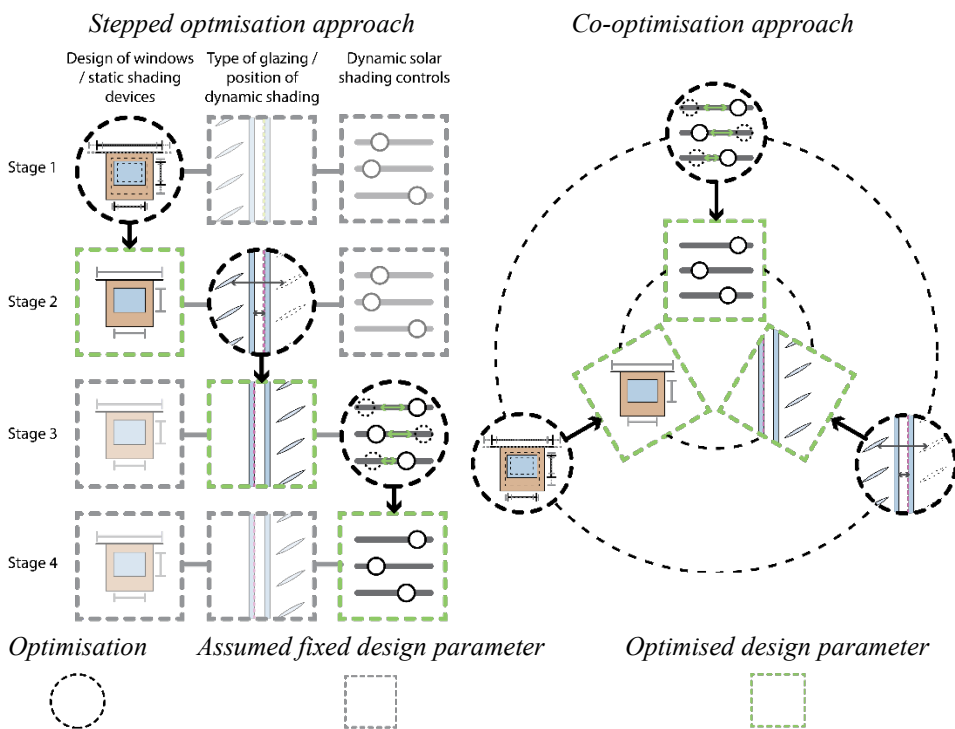 Stepped optmisation approach
Co-optimisation approach
Design of windows
/ static shading
devices
Type of glazing /
position of
dynamic shading
Dynamic solar
shading controls
Stage 1
Stage 2
Stage 3
Stage 4
Optimisation
Assumed fixed design parameter
Optimised design parameter